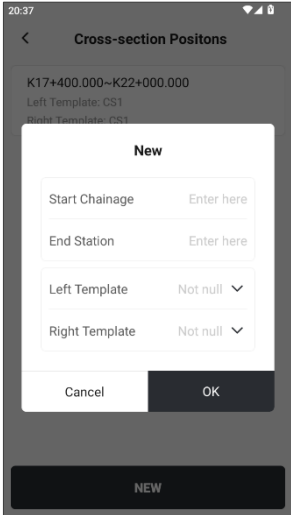 20:37
Cross-section Positons
K17+400.000~K22+000.000
Left Template: CS1
Right Template: CS1
New
Start Chainage Enter here
End Station Enter here
Left Template Not null
Right Template Not null
Cancel OK
NEW